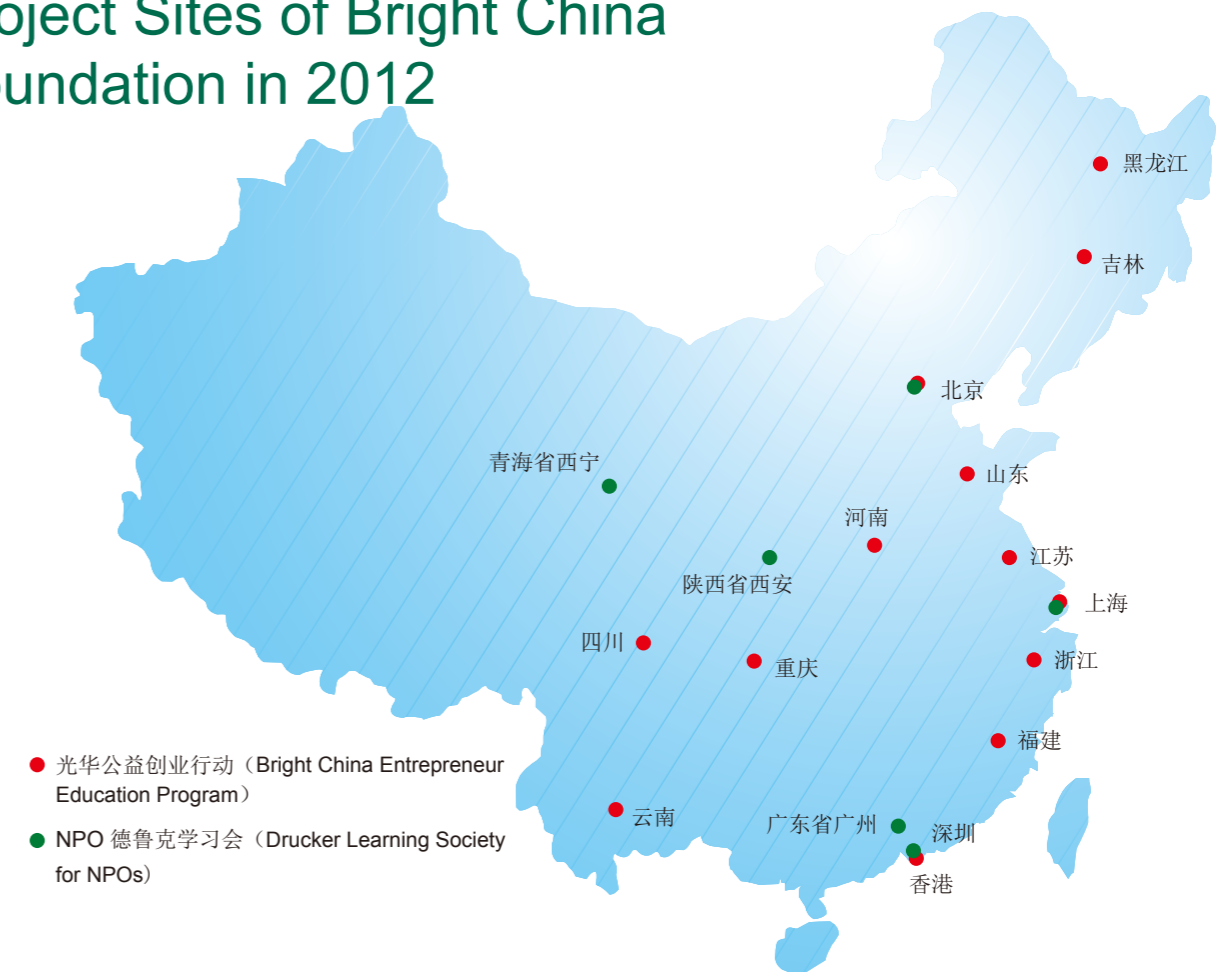 oject Sites of Bright China
undation in 2012
黑龙江
吉林
北京
青海省西宁
山东
河南
江苏
陕西省西安
上海
四川
重庆
浙江
福建
云南
广东省广州
深圳
香港
光华公益创业行动（Bright China Entrepreneur
Education Program）
NPO 德鲁克学习会（Drucker Learning Society
for NPOs）